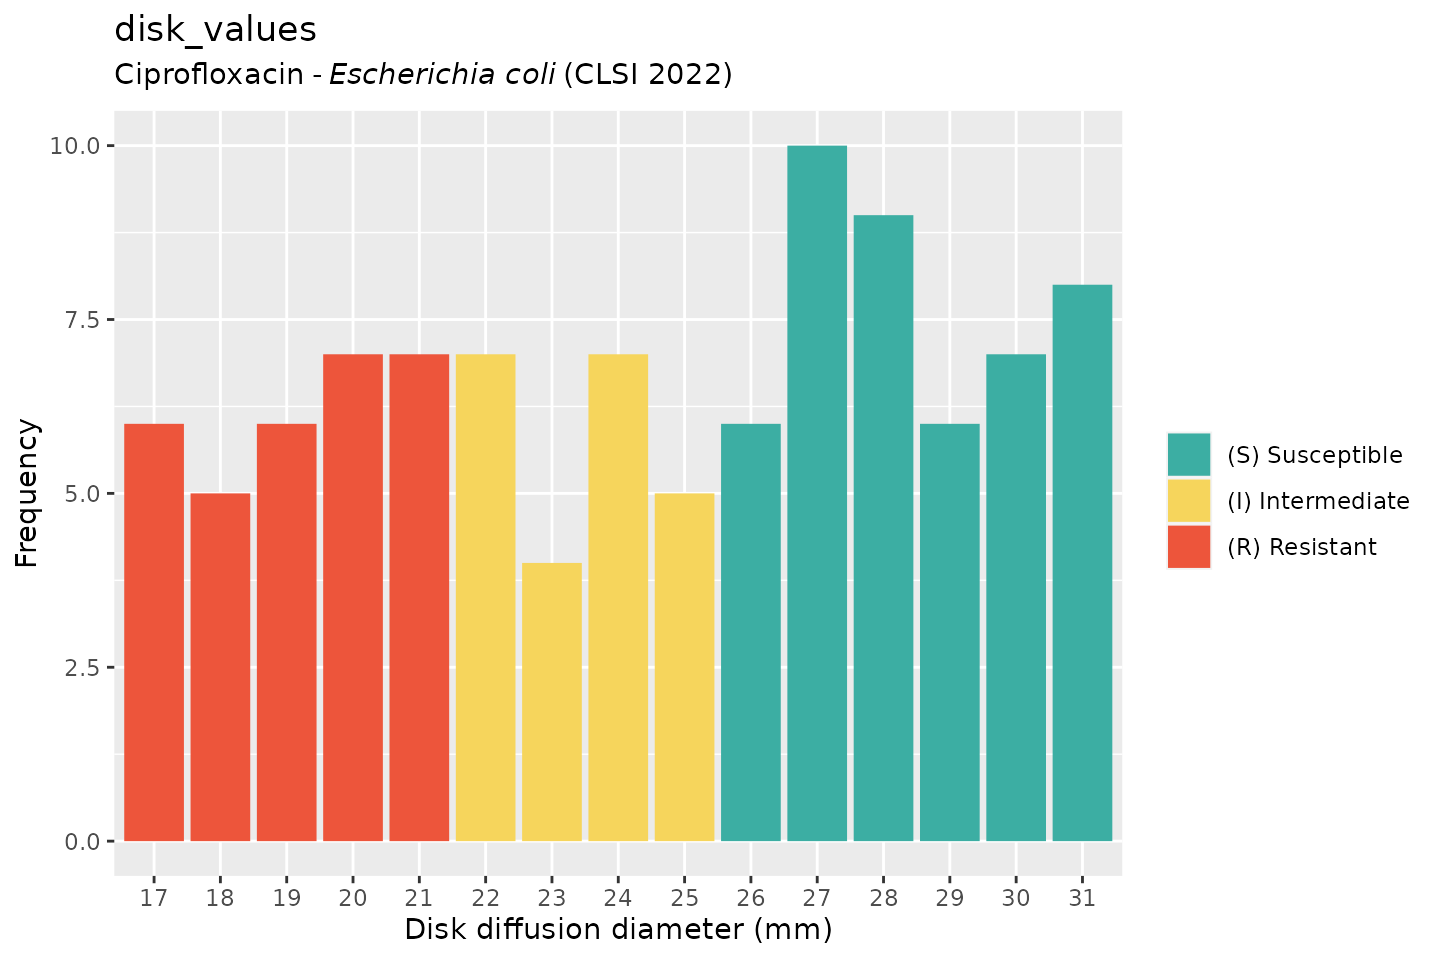 disk_values
Ciprofloxacin - Escherichia coli (CLSI 2022)
Frequency
10.0
7.5
5.0
2.5
0.0
17 18 19 20 21 22 23 24 25 26 27 28 29 30 31
Disk diffusion diameter (mm)
(S) Susceptible
(I) Intermediate
(R) Resistant